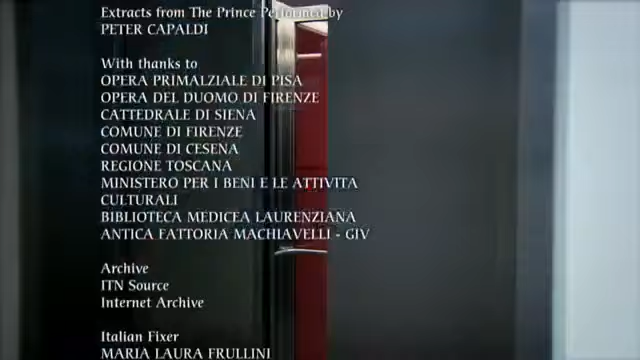 Extracts from The Prince Performed by
PETER CAPALDI
With thanks to
OPERA PRIMALZIALE DI PISA
OPERA DEL DUOMO DI FIRENZE
CATTEDRALE DI SIENA
COMUNE DI FIRENZE
COMUNE DI CESENA
REGIONE TOSCANA
MINISTERO PER I BENI E LE ATTIVITA
CULTURALI
BIBLIOTECA MEDICEA LAURENZIANA
ANTICA FATTORIA MACHIAVELLI - GIV
Archive
ITN Source
Internet Archive
Italian Fixer
MARIA LAURA FRULLINI